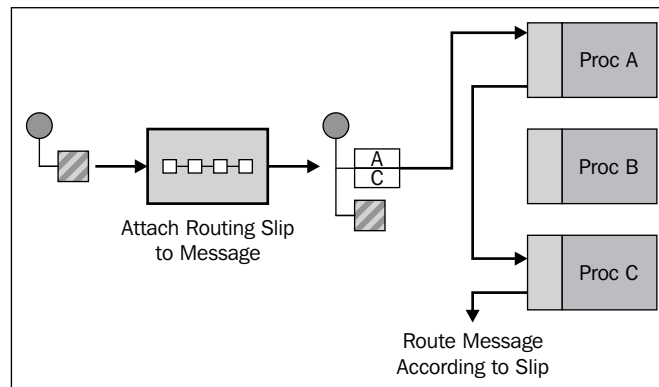 Attach Routing Slip
to Message
A
C
Proc A
Proc B
Proc C
Route Message
According to Slip